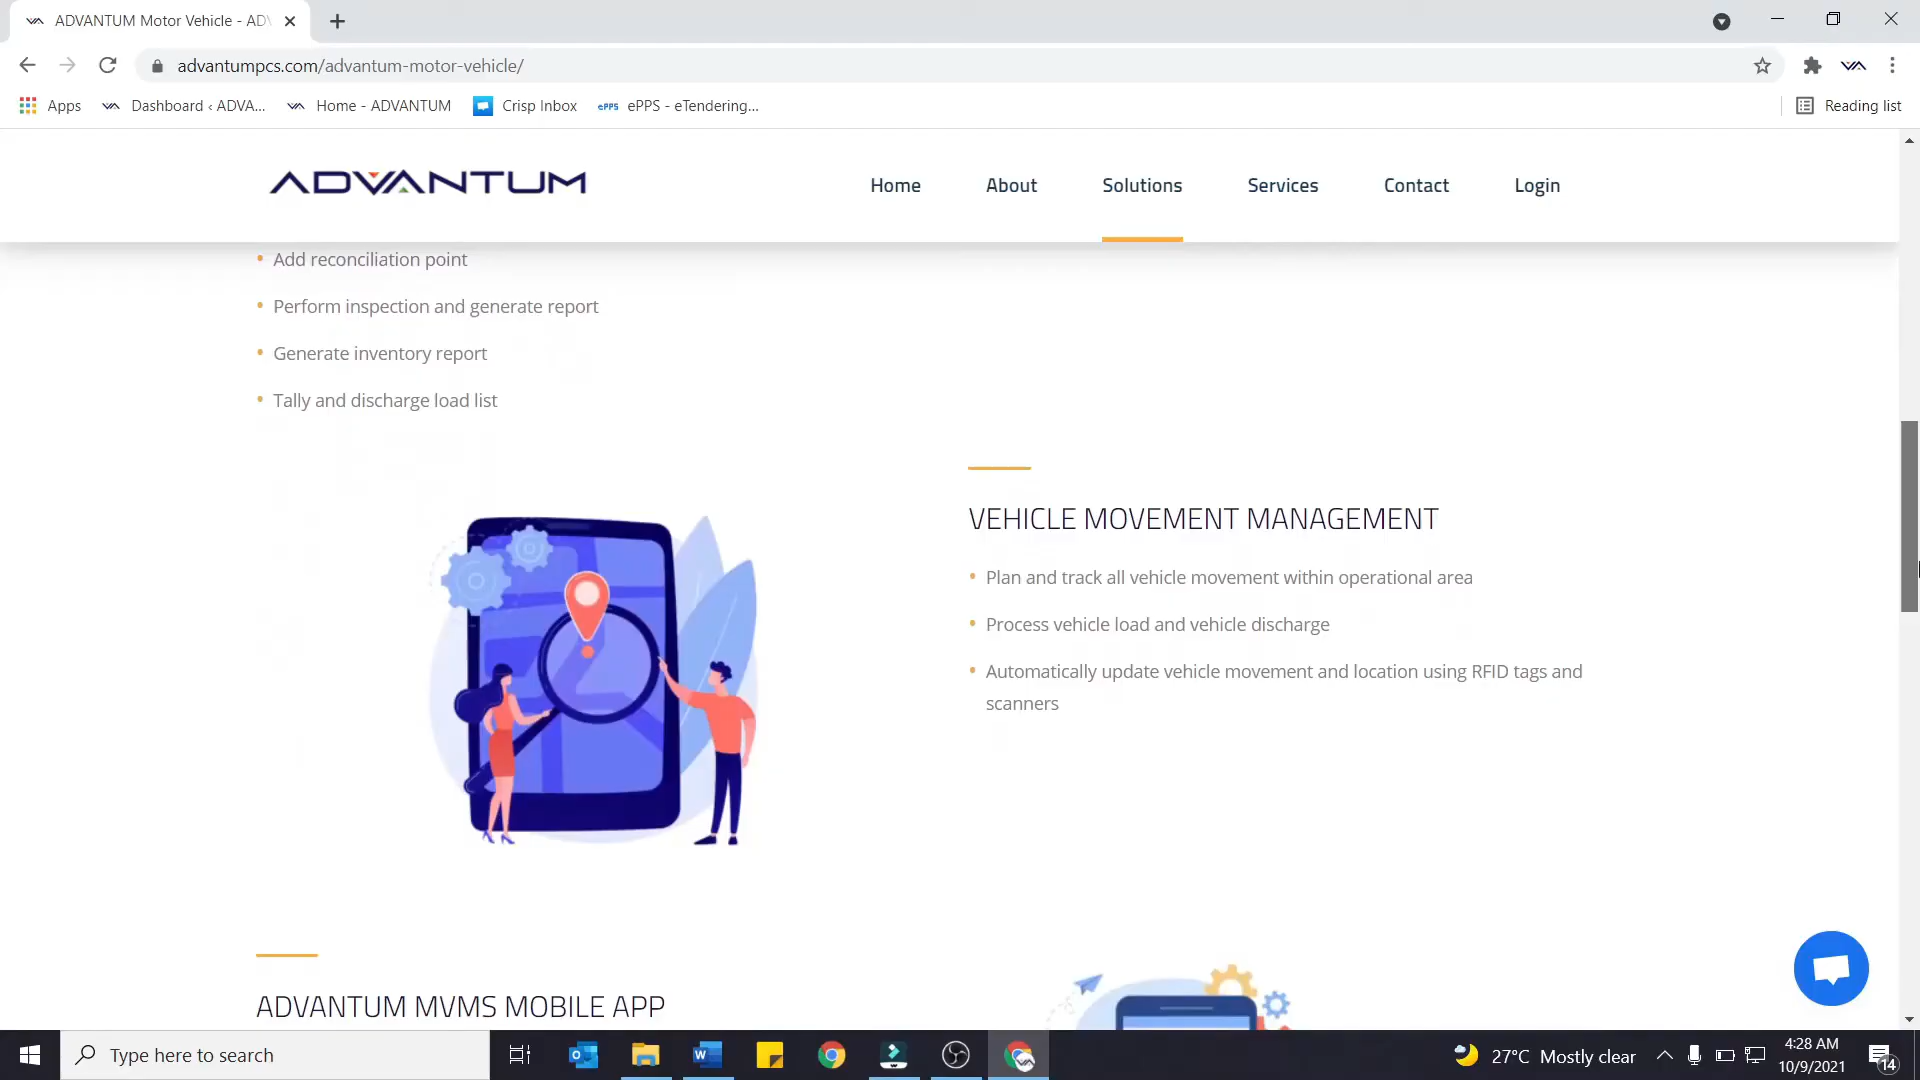 ADVANTUM Motor Vehicle - AD
advantumpcs.com/advantum-motor-vehicle/
Apps
Dashboard ‹ ADVA...
Home - ADVANTUM
Crisp Inbox
ePPS ePPS - eTendering...
Reading list
ADVANTUM
Home
About
Solutions
Services
Contact
Login
• Add reconciliation point
• Perform inspection and generate report
• Generate inventory report
• Tally and discharge load list
VEHICLE MOVEMENT MANAGEMENT
• Plan and track all vehicle movement within operational area
• Process vehicle load and vehicle discharge
• Automatically update vehicle movement and location using RFID tags and
scanners
ADVANTUM MVMS MOBILE APP
Type here to search
27°C Mostly clear
4:28 AM
10/9/2021
14